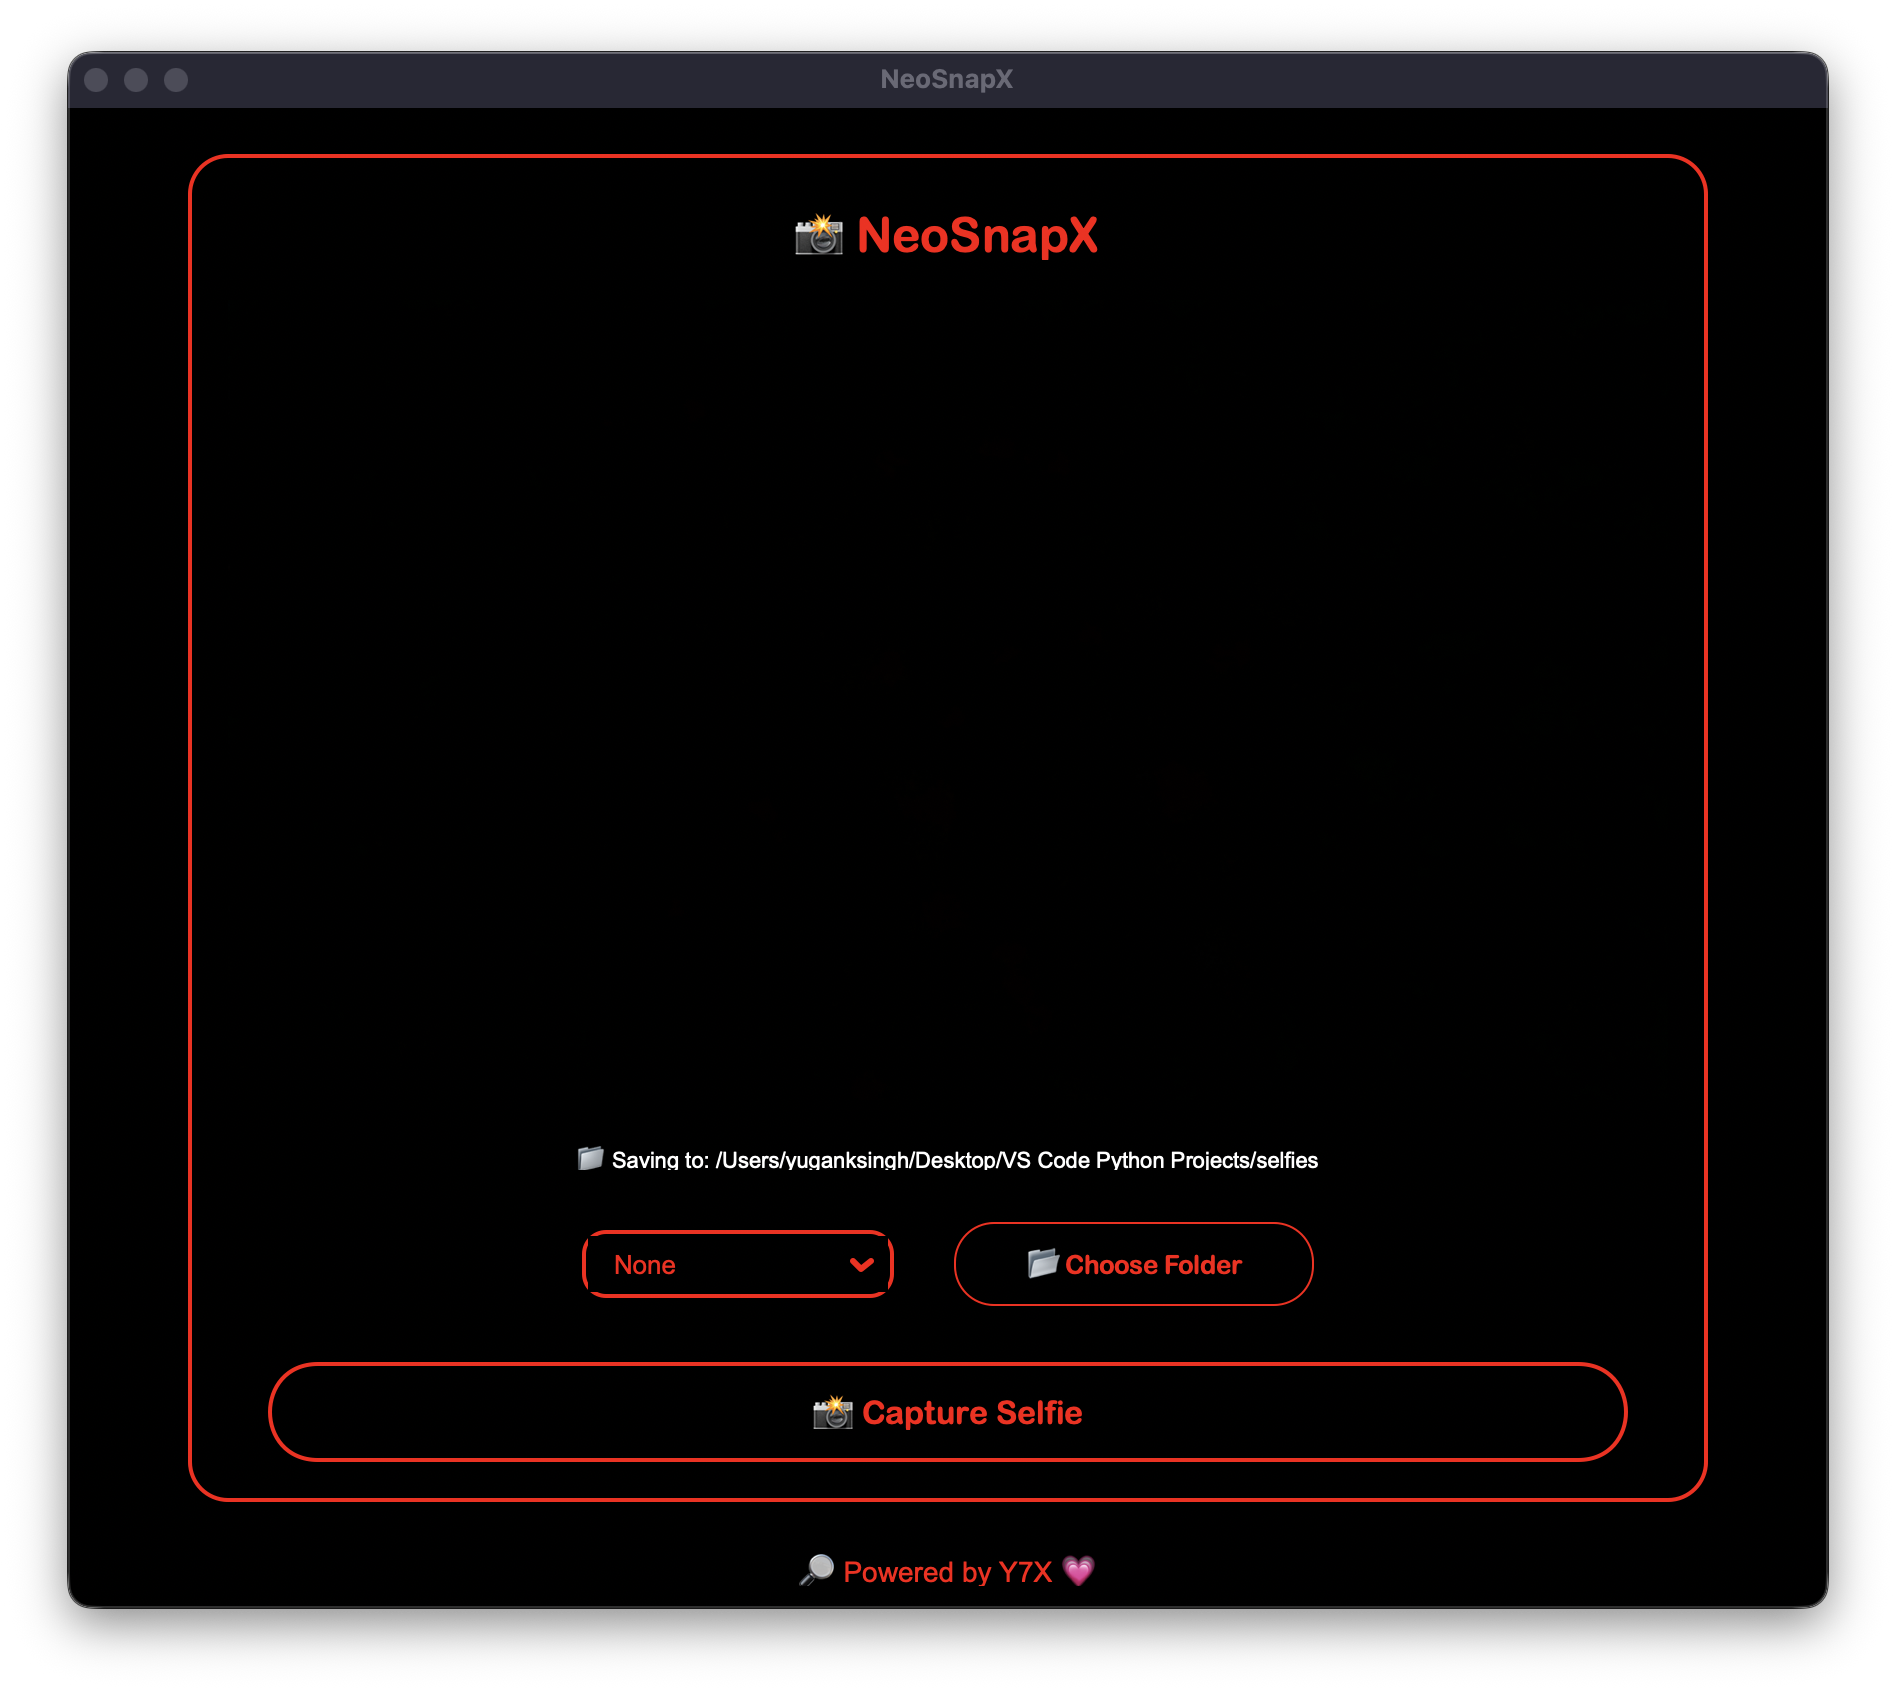 NeoSnapX
📸 NeoSnapX
📁 Saving to: /Users/yuganksingh/Desktop/VS Code Python Projects/selfies
None
📂 Choose Folder
📸 Capture Selfie
🔎 Powered by Y7X 💗